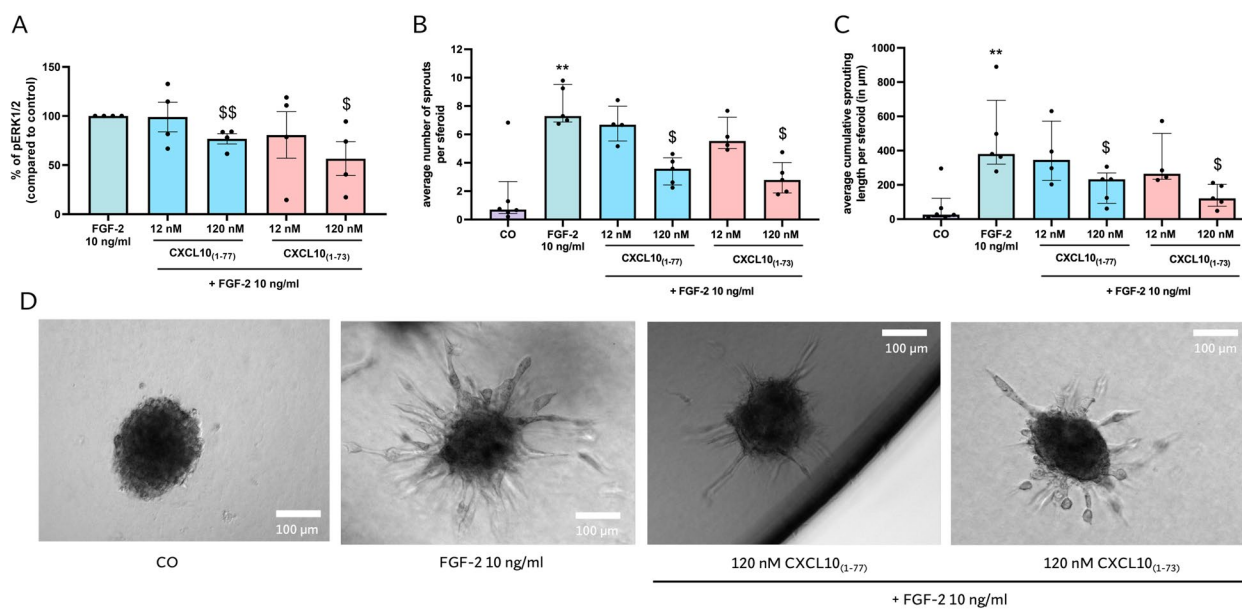 A
% of pERK1/2
(compared to control)
150
100
50
0
$$
$
FGF-2
10 ng/ml
12 nM
120 nM
12 nM
120 nM
CXCL10(1-77)
CXCL10(1-73)
+ FGF-2 10 ng/ml
B
average number of sprouts
per sferoid
12
10
8
6
4
2
0
**
$
$
CO
FGF-2
10 ng/ml
12 nM
120 nM
12 nM
120 nM
CXCL10(1-77)
CXCL10(1-73)
+ FGF-2 10 ng/ml
C
average cumulative sprouting
length per sferoid (in µm)
1000
800
600
400
200
0
**
$
$
CO
FGF-2
10 ng/ml
12 nM
120 nM
12 nM
120 nM
CXCL10(1-77)
CXCL10(1-73)
+ FGF-2 10 ng/ml
D
100 µm
100 µm
100 µm
100 µm
CO
FGF-2 10 ng/ml
120 nM CXCL10(1-77)
120 nM CXCL10(1-73)
+ FGF-2 10 ng/ml